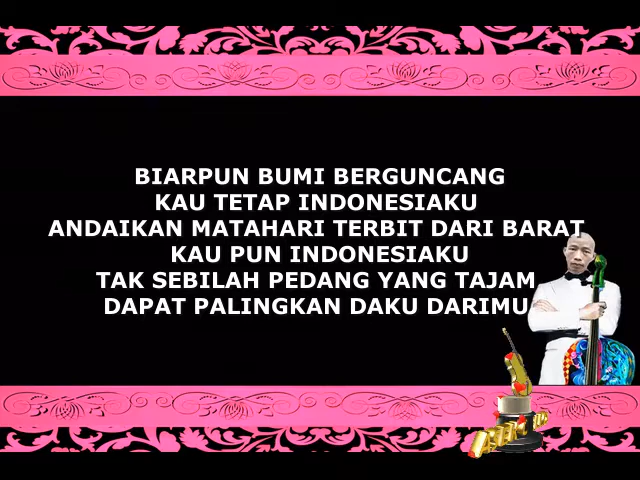 BIARPUN BUMI BERGUNCANG
KAU TETAP INDONESIAKU
ANDAIKAN MATAHARI TERBIT DARI BARAT
KAU PUN INDONESIAKU
TAK SEBILAH PEDANG YANG TAJAM
DAPAT PALINGKAN DAKU DARIMU